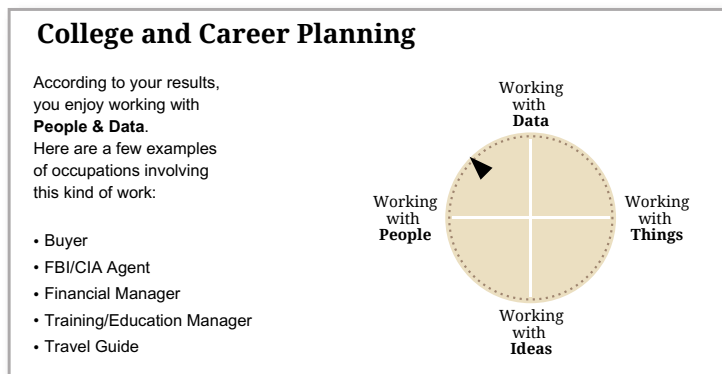 College and Career Planning
According to your results,
you enjoy working with
People & Data.
Here are a few examples
of occupations involving
this kind of work:
• Buyer
• FBI/CIA Agent
• Financial Manager
• Training/Education Manager
• Travel Guide
Working
with
Data
Working
with
People
Working
with
Things
Working
with
Ideas